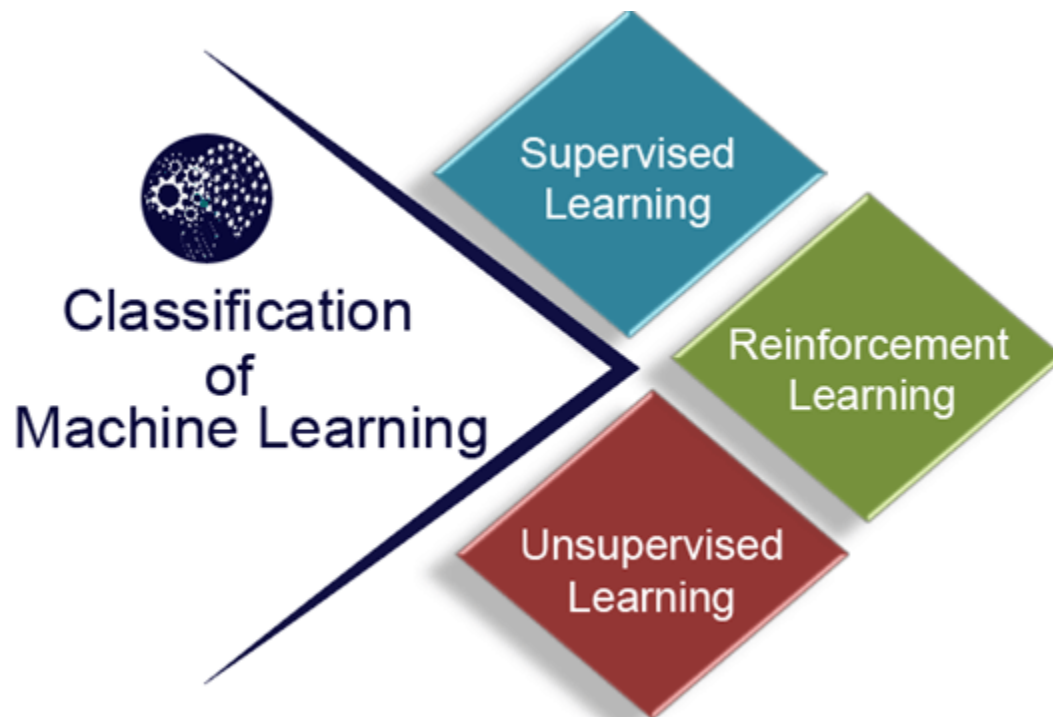 Classification
of
Machine Learning
Supervised
Learning
Reinforcement
Learning
Unsupervised
Learning